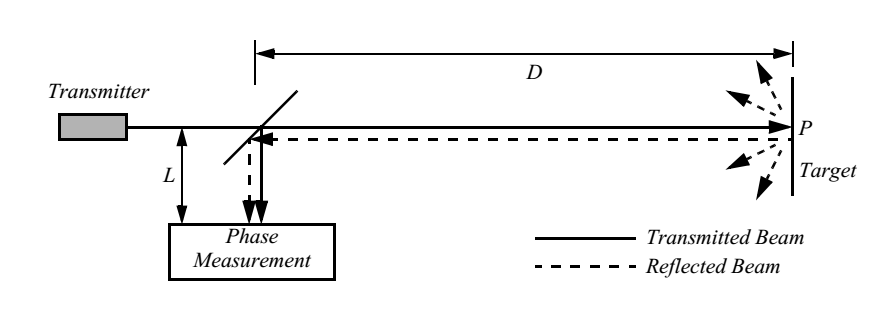 D
Transmitter
P
L
Target
Phase
Measurement
Transmitted Beam
Reflected Beam